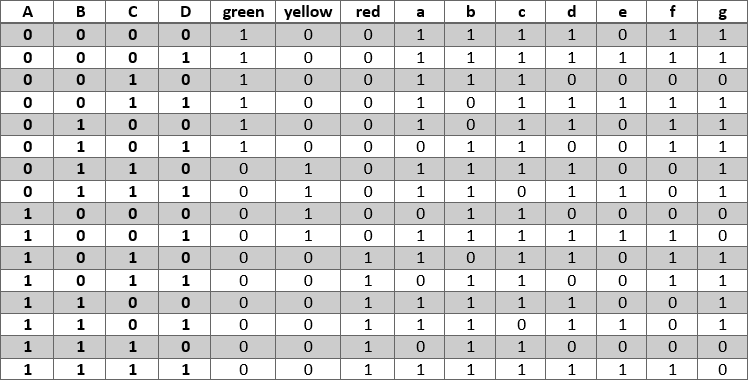 A B C D green yellow red a b c d e f g
0 0 0 0 1 0 0 1 1 1 1 0 1 1
0 0 0 1 1 0 0 1 1 1 1 1 1 1
0 0 1 0 1 0 0 1 1 1 0 0 0 0
0 0 1 1 1 0 0 1 0 1 1 1 1 1
0 1 0 0 1 0 0 1 0 1 1 0 1 1
0 1 0 1 1 0 0 0 1 1 0 0 1 1
0 1 1 0 0 1 0 1 1 1 1 0 0 1
0 1 1 1 0 1 0 1 1 0 1 1 0 1
1 0 0 0 0 1 0 0 1 1 0 0 0 0
1 0 0 1 0 1 0 1 1 1 1 1 1 0
1 0 1 0 0 0 1 1 0 1 1 0 1 1
1 0 1 1 0 0 1 0 1 1 0 0 1 1
1 1 0 0 0 0 1 1 1 1 1 0 0 1
1 1 0 1 0 0 1 1 1 0 1 1 0 1
1 1 1 0 0 0 1 0 1 1 0 0 0 0
1 1 1 1 0 0 1 1 1 1 1 1 1 0